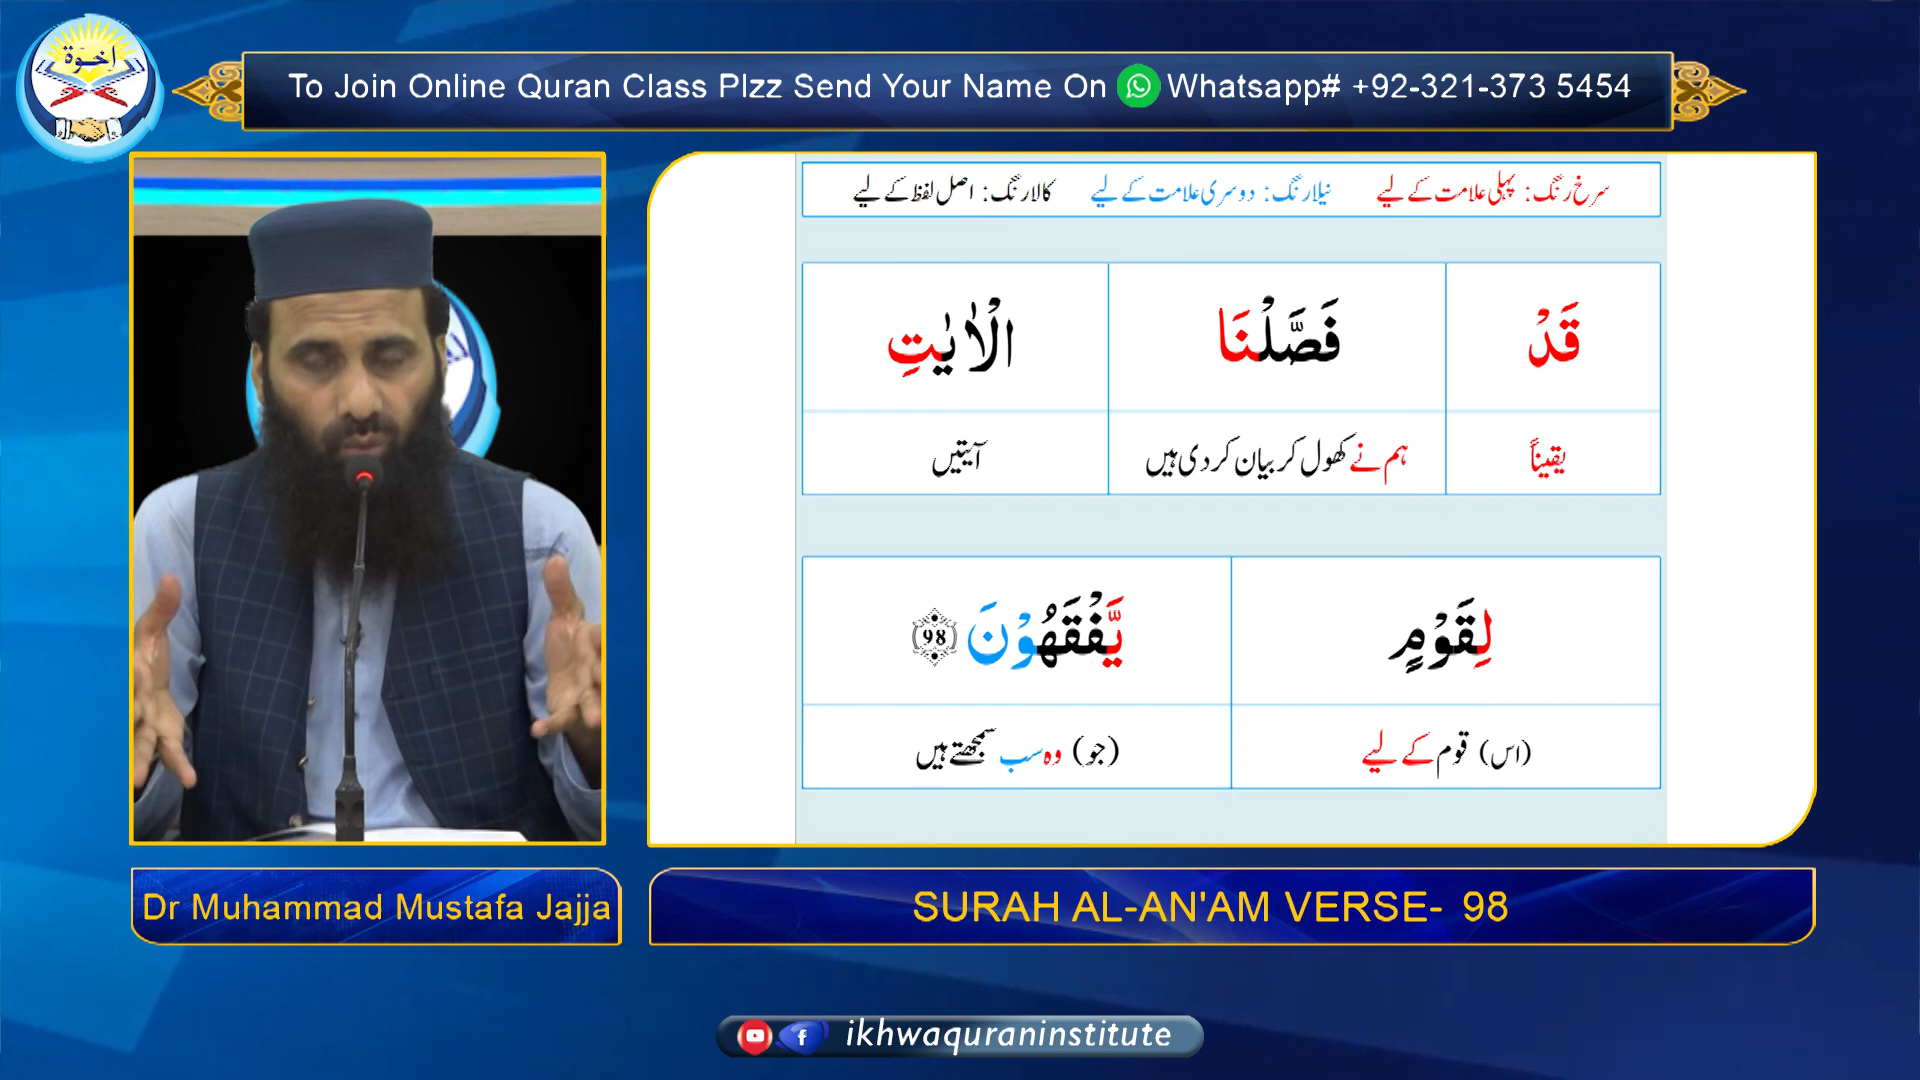 اخوة
To Join Online Quran Class Plzz Send Your Name On Whatsapp# +92-321-373 5454
سرخ رنگ: پہلی علامت کے لیے نیلا رنگ: دوسری علامت کے لیے کالا رنگ: اصل لفظ کے لیے
قَدْ فَصَّلْنَا الْاٰیٰتِ
یقیناً ہم نے کھول کر بیان کر دی ہیں آیتیں
لِقَوْمٍ یَّفْقَهُوْنَ 98
(اس) قوم کے لیے (جو) وہ سب سمجھتے ہیں
Dr Muhammad Mustafa Jajja
SURAH AL-AN'AM VERSE- 98
ikhwaquraninstitute